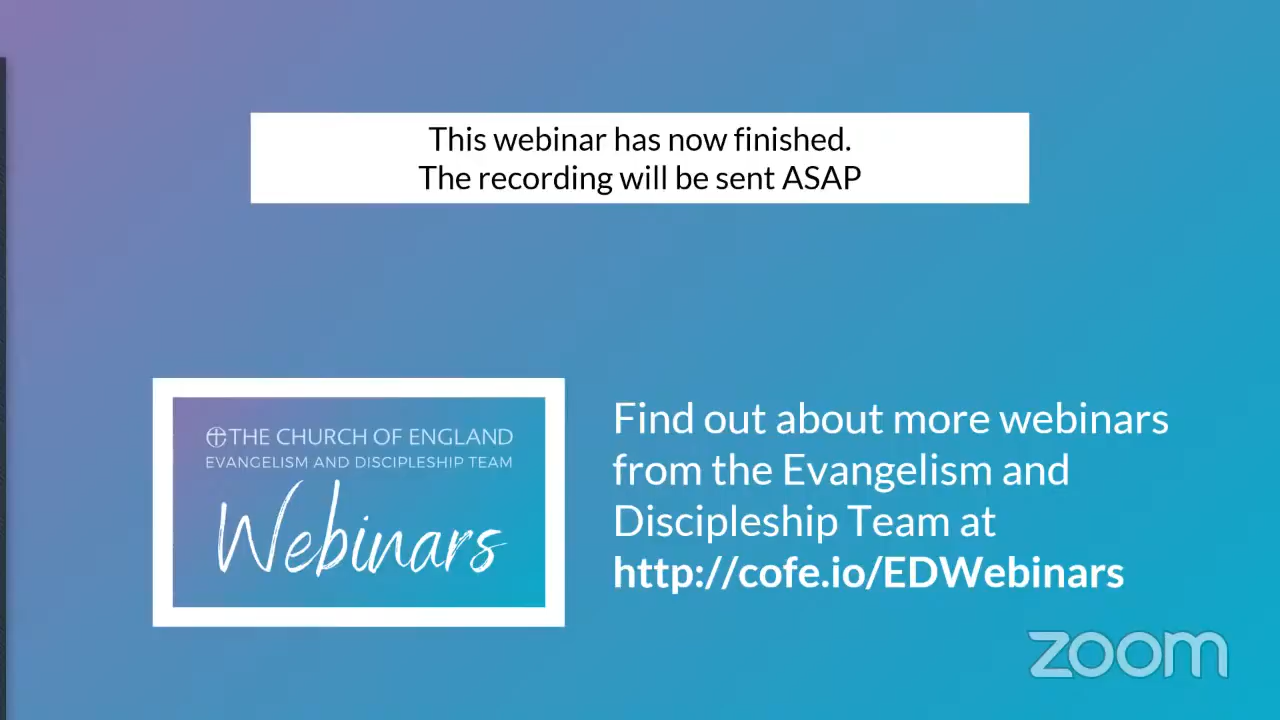 This webinar has now finished.
The recording will be sent ASAP
THE CHURCH OF ENGLAND
EVANGELISM AND DISCIPLESHIP TEAM
Webinars
Find out about more webinars
from the Evangelism and
Discipleship Team at
http://cofe.io/EDWebinars
zoom